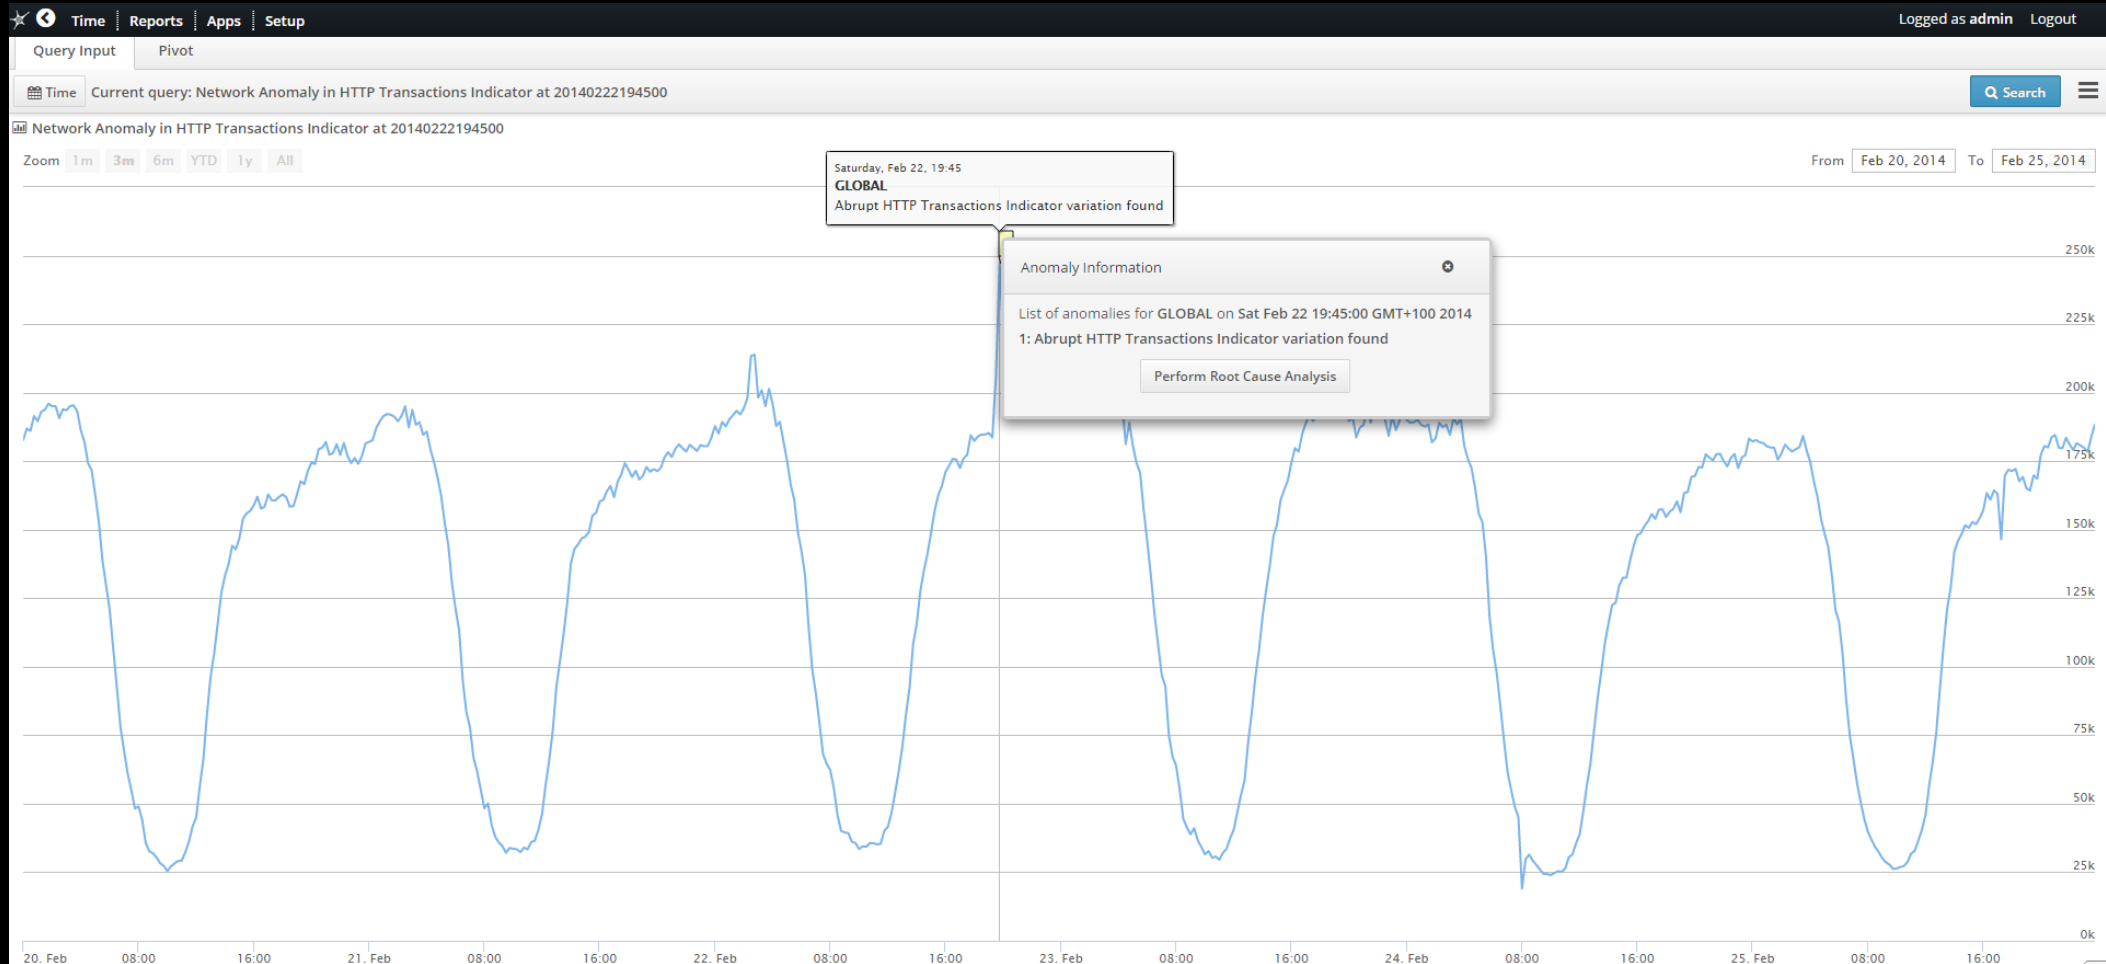 Time Reports Apps Setup Logged as admin Logout
Query Input Pivot
Time Current query: Network Anomaly in HTTP Transactions Indicator at 20140222194500 Search
Network Anomaly in HTTP Transactions Indicator at 20140222194500
Zoom 1m 3m 6m YTD 1y All From Feb 20, 2014 To Feb 25, 2014
Saturday, Feb 22, 19:45
GLOBAL
Abrupt HTTP Transactions Indicator variation found
Anomaly Information
List of anomalies for GLOBAL on Sat Feb 22 19:45:00 GMT+100 2014
1: Abrupt HTTP Transactions Indicator variation found
Perform Root Cause Analysis
250k
225k
200k
175k
150k
125k
100k
75k
50k
25k
0k
20. Feb 08:00 16:00 21. Feb 08:00 16:00 22. Feb 08:00 16:00 23. Feb 08:00 16:00 24. Feb 08:00 16:00 25. Feb 08:00 16:00